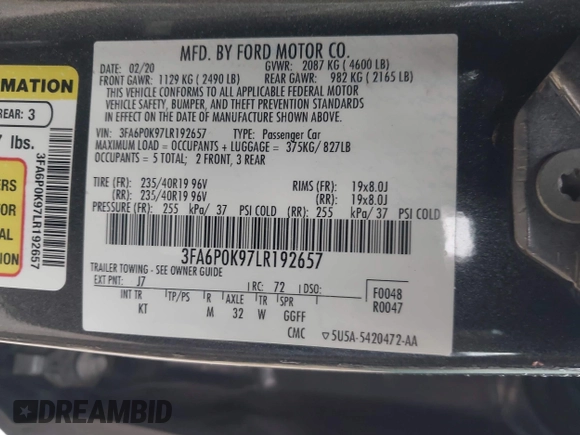 MFD. BY FORD MOTOR CO.
DATE: 02/20 GVWR: 2087 KG ( 4600 LB)
FRONT GAWR: 1129 KG ( 2490 LB) REAR GAWR: 982 KG ( 2165 LB)
THIS VEHICLE CONFORMS TO ALL APPLICABLE FEDERAL MOTOR
VEHICLE SAFETY, BUMPER, AND THEFT PREVENTION STANDARDS
IN EFFECT ON THE DATE OF MANUFACTURE SHOWN ABOVE.
VIN: 3FA6P0K97LR192657 TYPE: Passenger Car
MAXIMUM LOAD = OCCUPANTS + LUGGAGE = 375KG/ 827LB
OCCUPANTS = 5 TOTAL; 2 FRONT, 3 REAR
TIRE (FR): 235/40R19 96V RIMS (FR): 19x8.0J
(RR): 235/40R19 96V (RR): 19x8.0J
PRESSURE (FR): 255 kPa/ 37 PSI COLD (RR): 255 kPa/ 37 PSI COLD
3FA6P0K97LR192657
TRAILER TOWING - SEE OWNER GUIDE
EXT PNT: J7 RC: 72 DSO: F0048
R0047
INT TR TP/PS R AXLE TR SPR
KT M 32 W GGFF
CMC 5U5A-5420472-AA
MATION
REAR: 3
lbs.
3FA6P0K97LR192657
ERS
TOR
AL
ION
DREAMBID